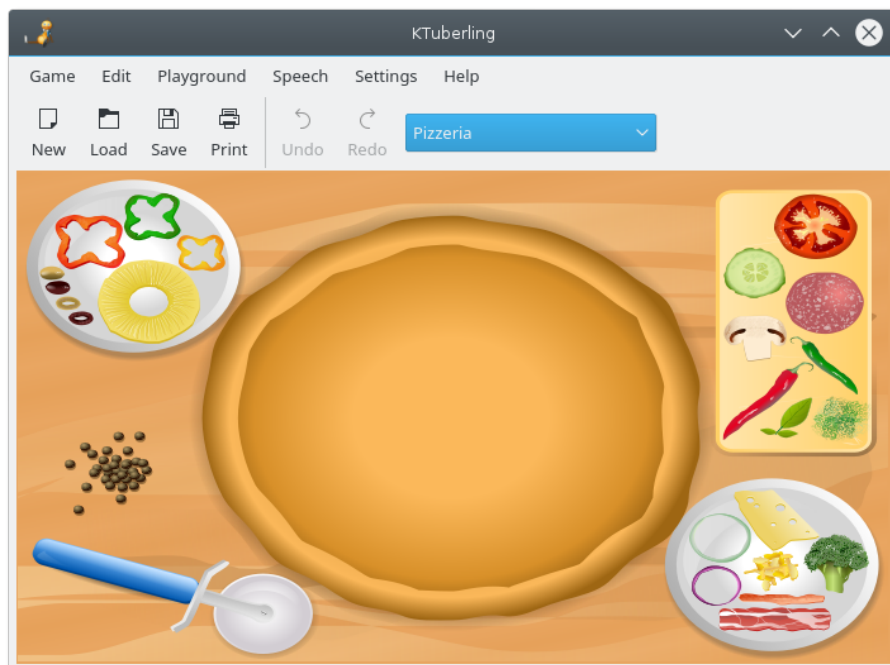 KTuberling
Game Edit Playground Speech Settings Help
New Load Save Print Undo Redo Pizzeria